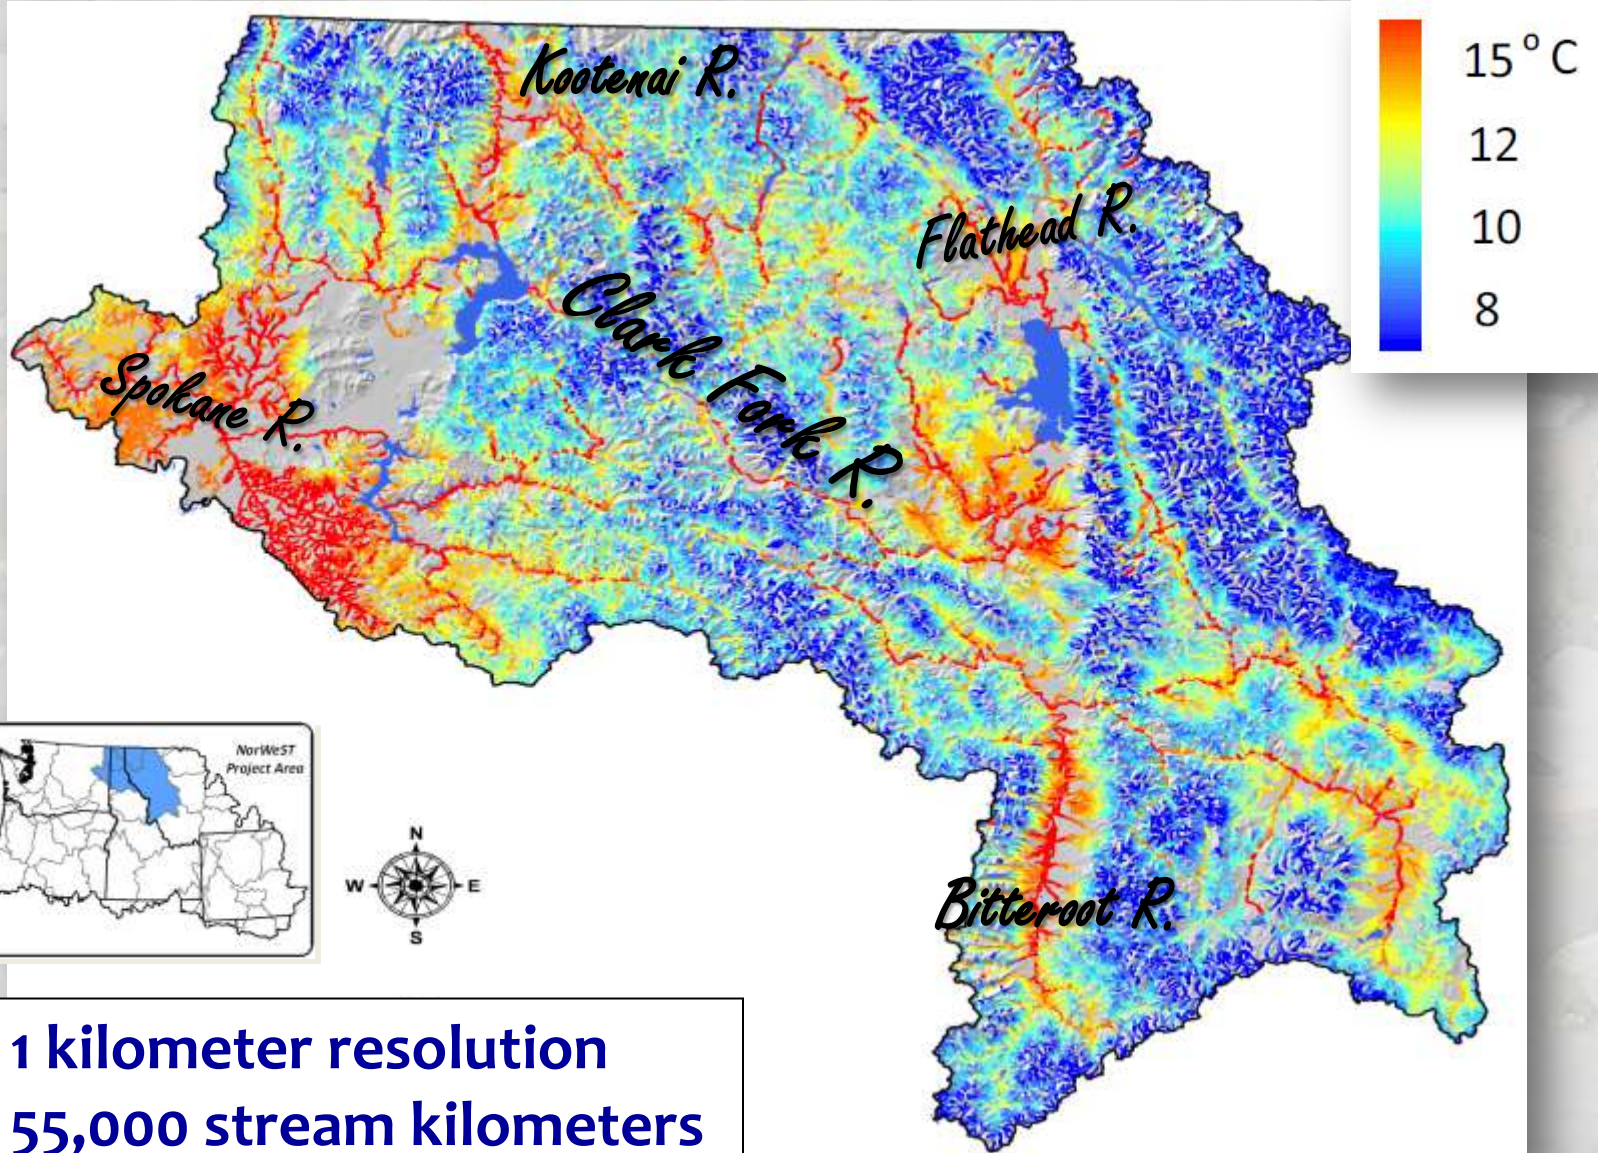 Kootenai R.
15 º C
12
10
8
Flathead R.
Clark Fork R.
Spokane R.
Bitteroot R.
NorWeST
Project Area
N
W
E
S
1 kilometer resolution
55,000 stream kilometers